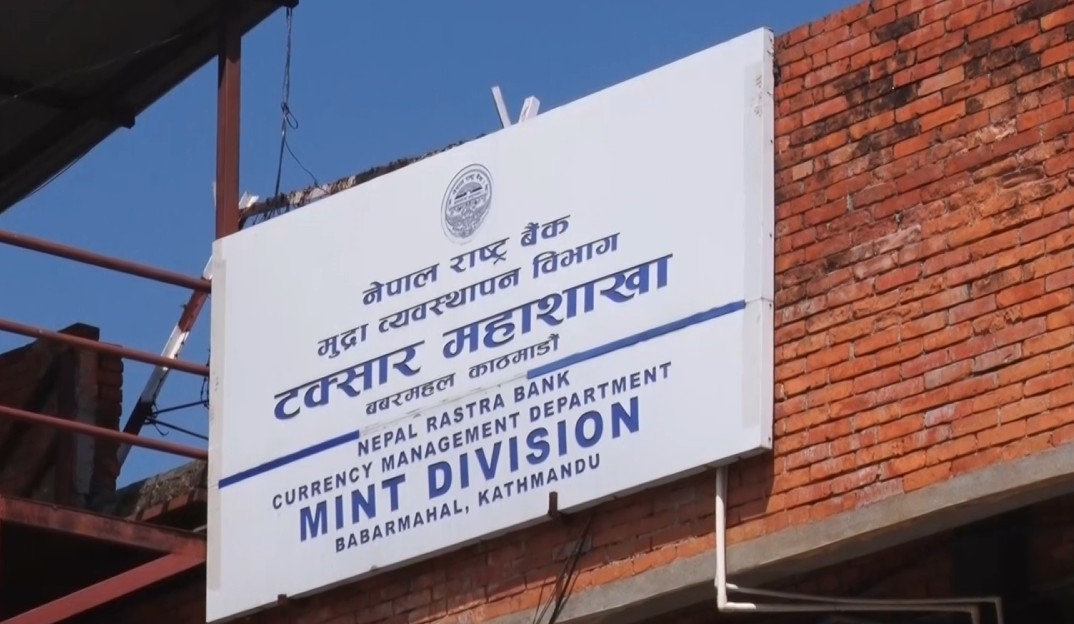 नेपाल राष्ट्र बैंक
मुद्रा व्यवस्थापन विभाग
टक्सार महाशाखा
बबरमहल काठमाडौं
NEPAL RASTRA BANK
CURRENCY MANAGEMENT DEPARTMENT
MINT DIVISION
BABARMAHAL, KATHMANDU